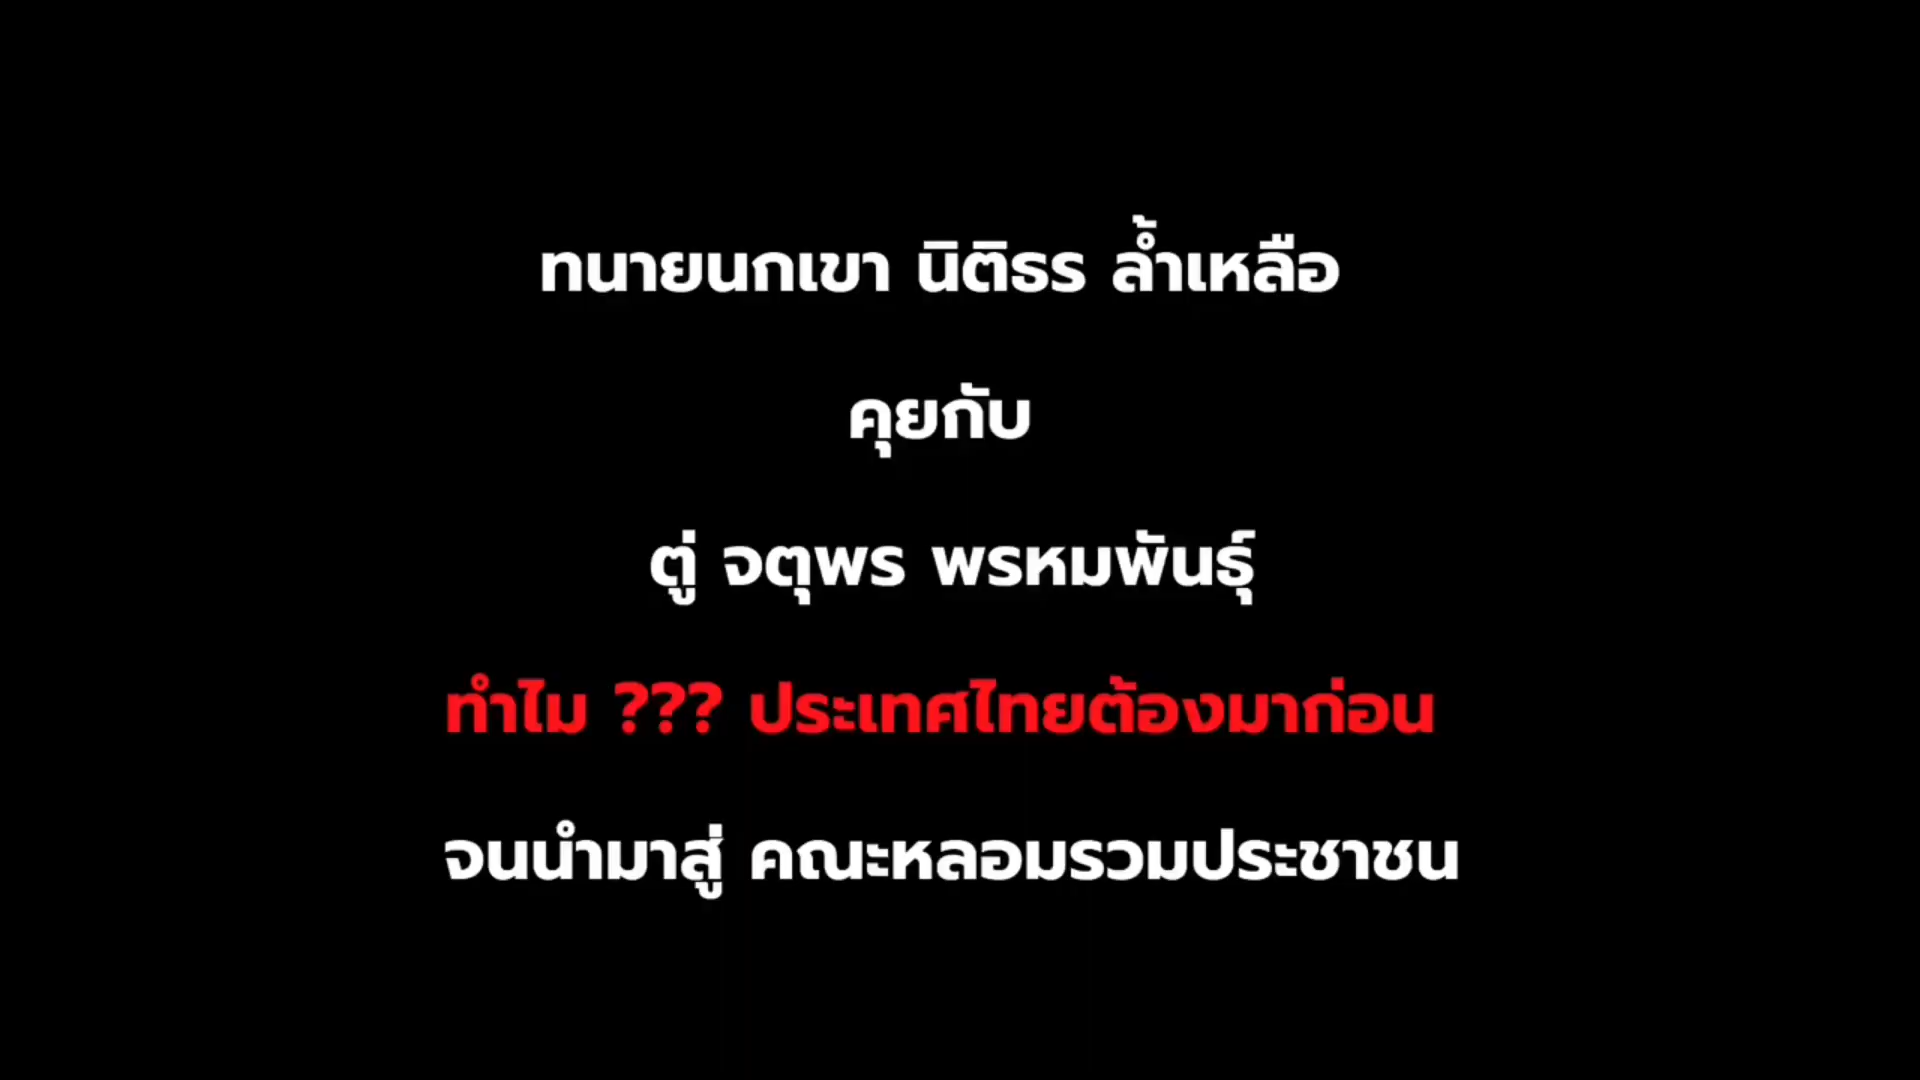 ทนายนกเขา นิติธร ล้ำเหลือ
คุยกับ
ตู่ จตุพร พรหมพันธุ์
ทำไม ??? ประเทศไทยต้องมาก่อน
จนนำมาสู่ คณะหลอมรวมประชาชน